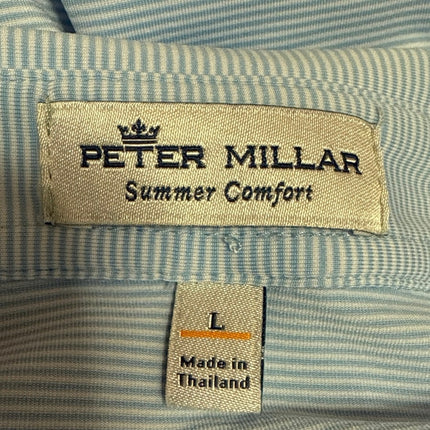 PETER MILLAR
Summer Comfort
L
Made in
Thailand